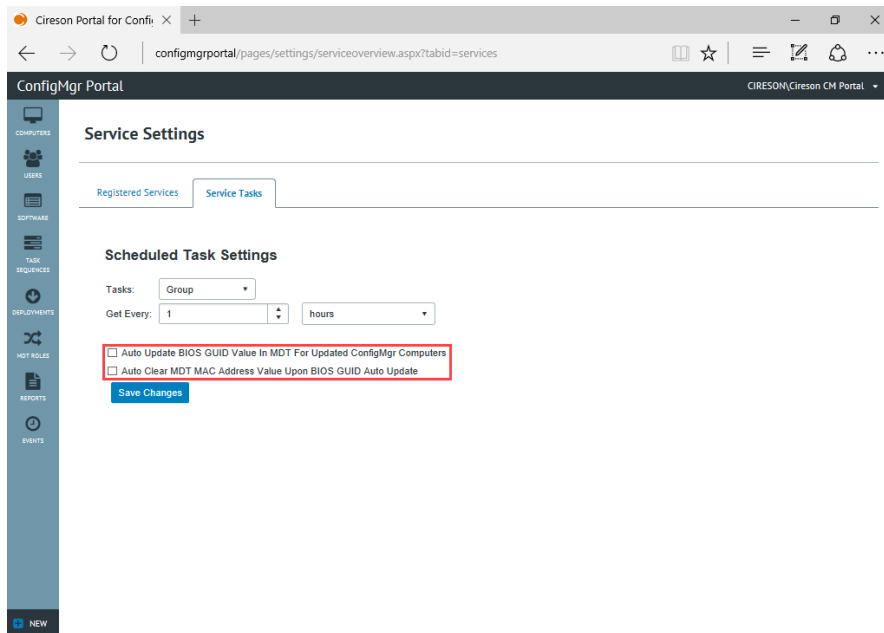 Cireson Portal for Confi
configmgrportal/pages/settings/serviceoverview.aspx?tabid=services
ConfigMgr Portal
CIRESON\Cireson CM Portal
COMPUTERS
USERS
SOFTWARE
TASK
SEQUENCES
DEPLOYMENTS
MDT ROLES
REPORTS
EVENTS
NEW
Service Settings
Registered Services
Service Tasks
Scheduled Task Settings
Tasks: Group
Get Every: 1 hours
Auto Update BIOS GUID Value In MDT For Updated ConfigMgr Computers
Auto Clear MDT MAC Address Value Upon BIOS GUID Auto Update
Save Changes